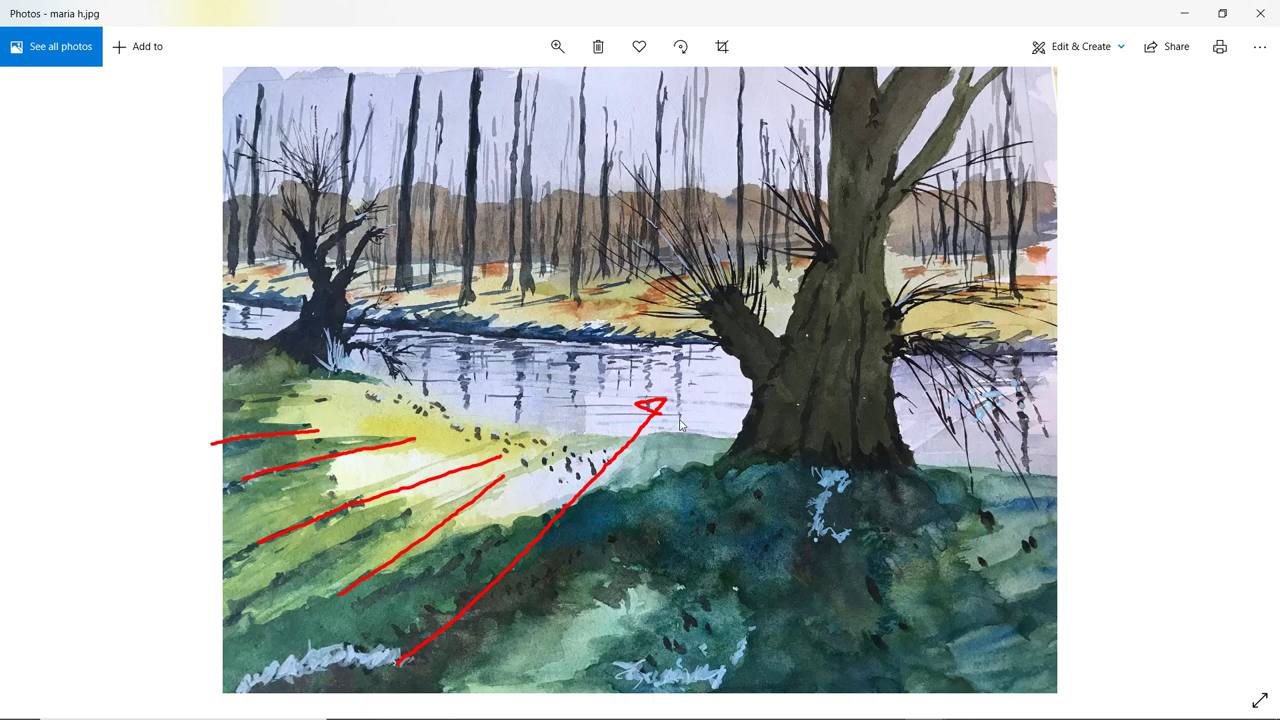 Photos - maria h.jpg
See all photos
Add to
Edit & Create
Share